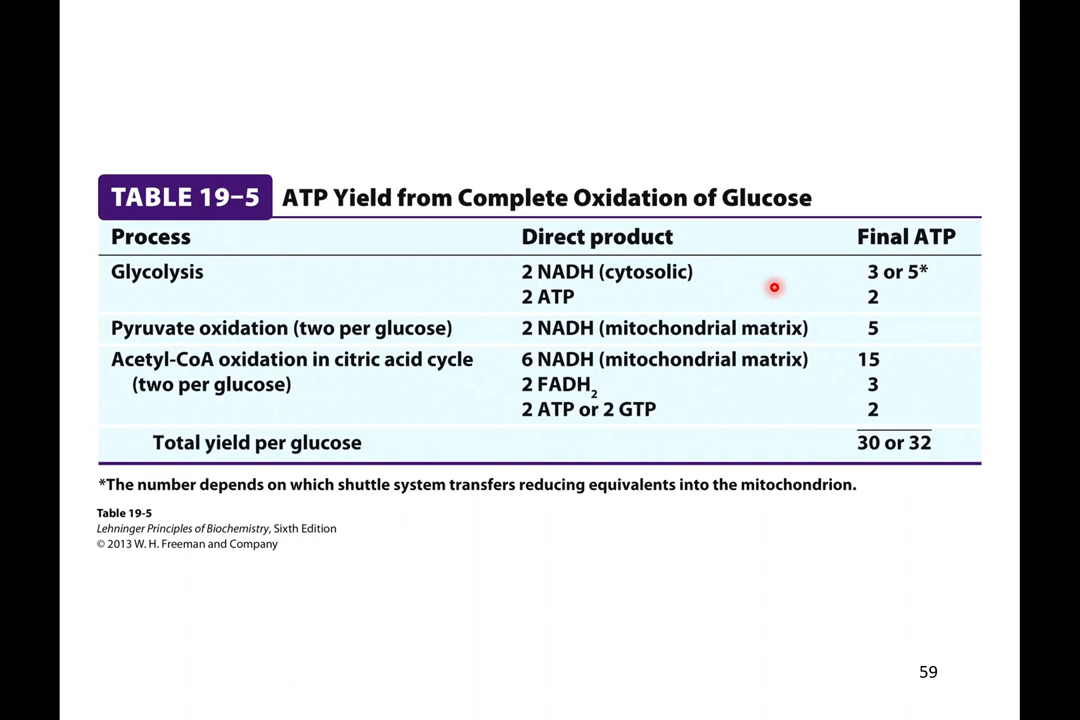 TABLE 19–5 ATP Yield from Complete Oxidation of Glucose
Process Direct product Final ATP
Glycolysis 2 NADH (cytosolic) 3 or 5*
2 ATP 2
Pyruvate oxidation (two per glucose) 2 NADH (mitochondrial matrix) 5
Acetyl-CoA oxidation in citric acid cycle 6 NADH (mitochondrial matrix) 15
(two per glucose) 2 FADH₂ 3
2 ATP or 2 GTP 2
Total yield per glucose 30 or 32
*The number depends on which shuttle system transfers reducing equivalents into the mitochondrion.
Table 19-5
Lehninger Principles of Biochemistry, Sixth Edition
© 2013 W. H. Freeman and Company
59